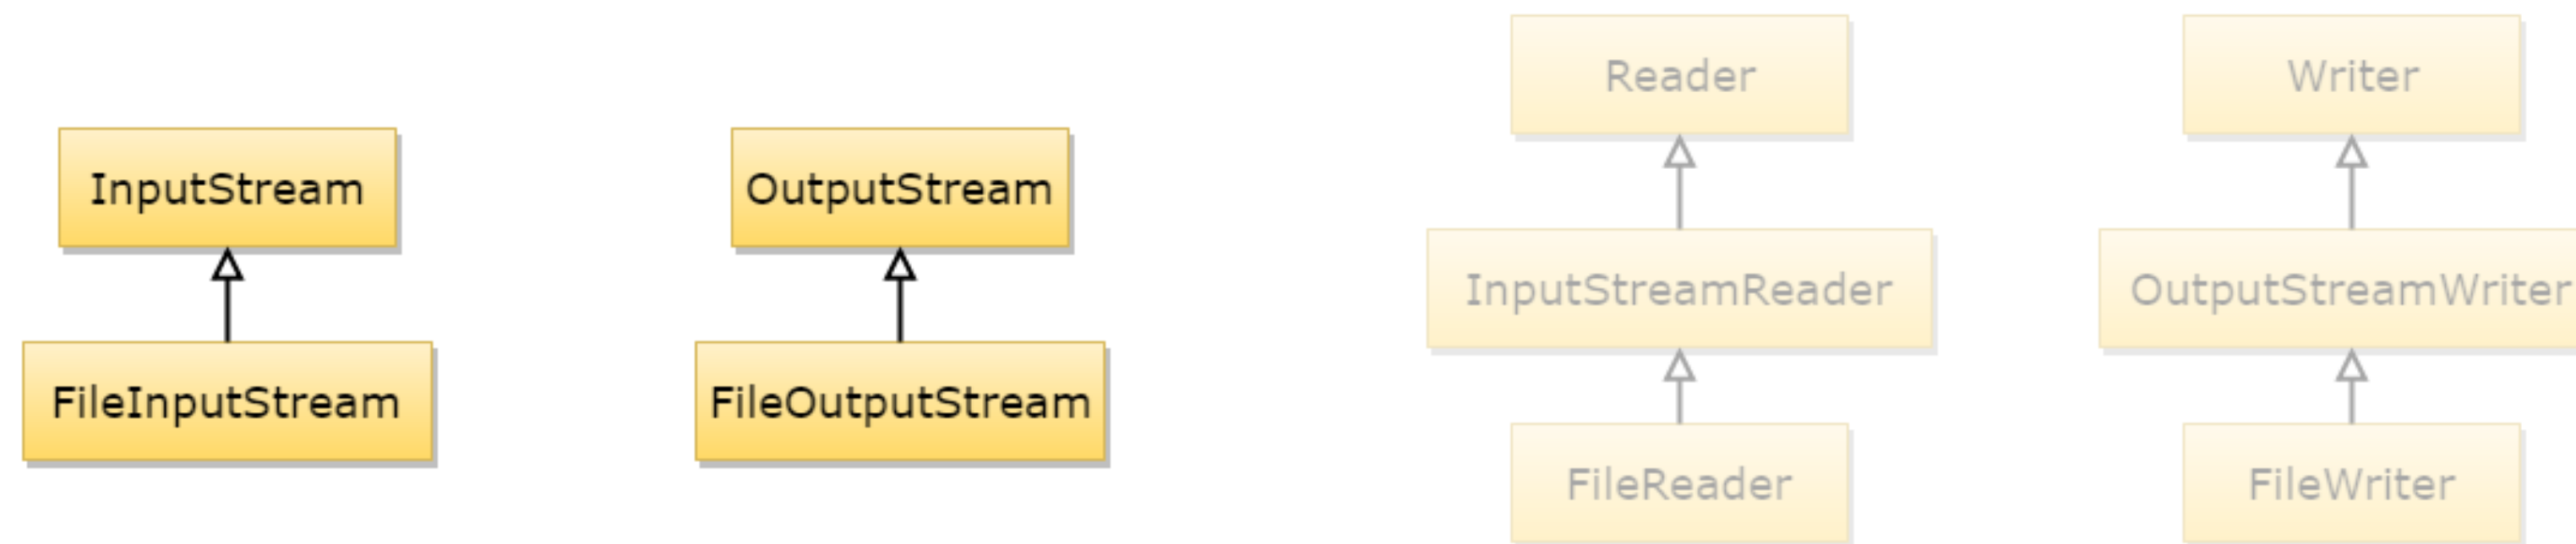 Reader
Writer
InputStream
OutputStream
InputStreamReader
OutputStreamWriter
FileInputStream
FileOutputStream
FileReader
FileWriter